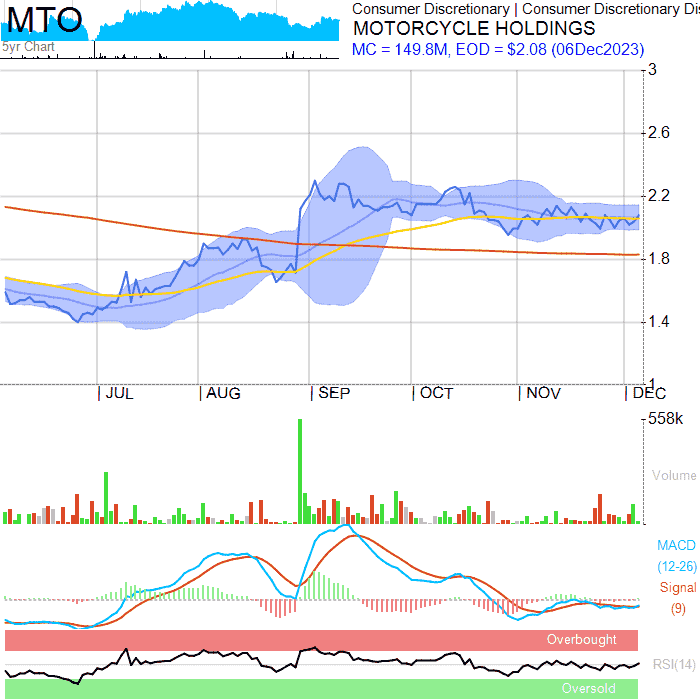 MTO
5yr Chart
Consumer Discretionary | Consumer Discretionary Dis
MOTORCYCLE HOLDINGS
MC = 149.8M, EOD = $2.08 (06Dec2023)
3
2.6
2.2
1.8
1.4
1
JUL AUG SEP OCT NOV DEC
558k
Volume
MACD
(12-26)
Signal
(9)
Overbought
RSI(14)
Oversold